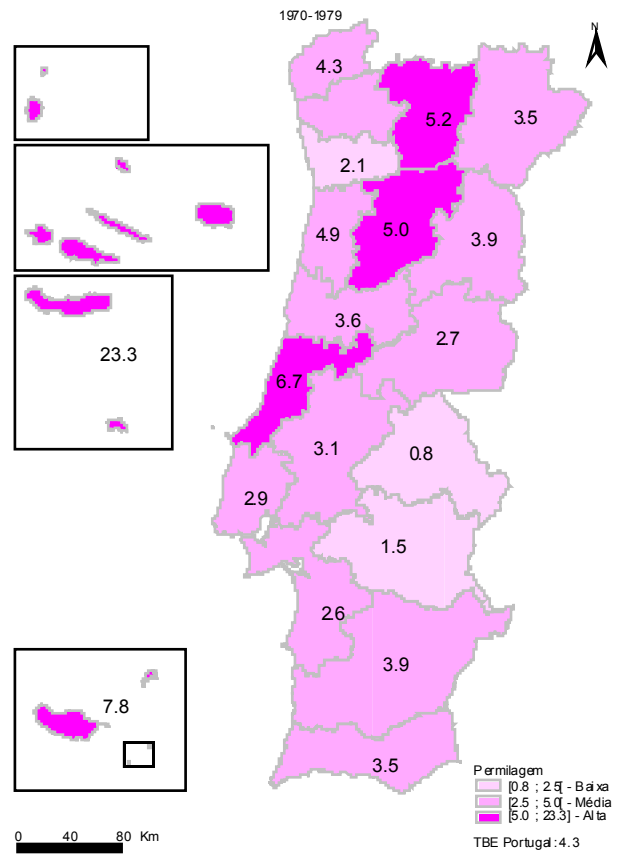 1970-1979
N
4.3
5.2
3.5
2.1
4.9
5.0
3.9
3.6
2.7
23.3
6.7
3.1
0.8
2.9
1.5
2.6
3.9
7.8
3.5
Permilagem
[0.8 ; 2.5[ - Baixa
[2.5 ; 5.0[ - Média
[5.0 ; 23.3] - Alta
0 40 80 Km
TBE Portugal: 4.3